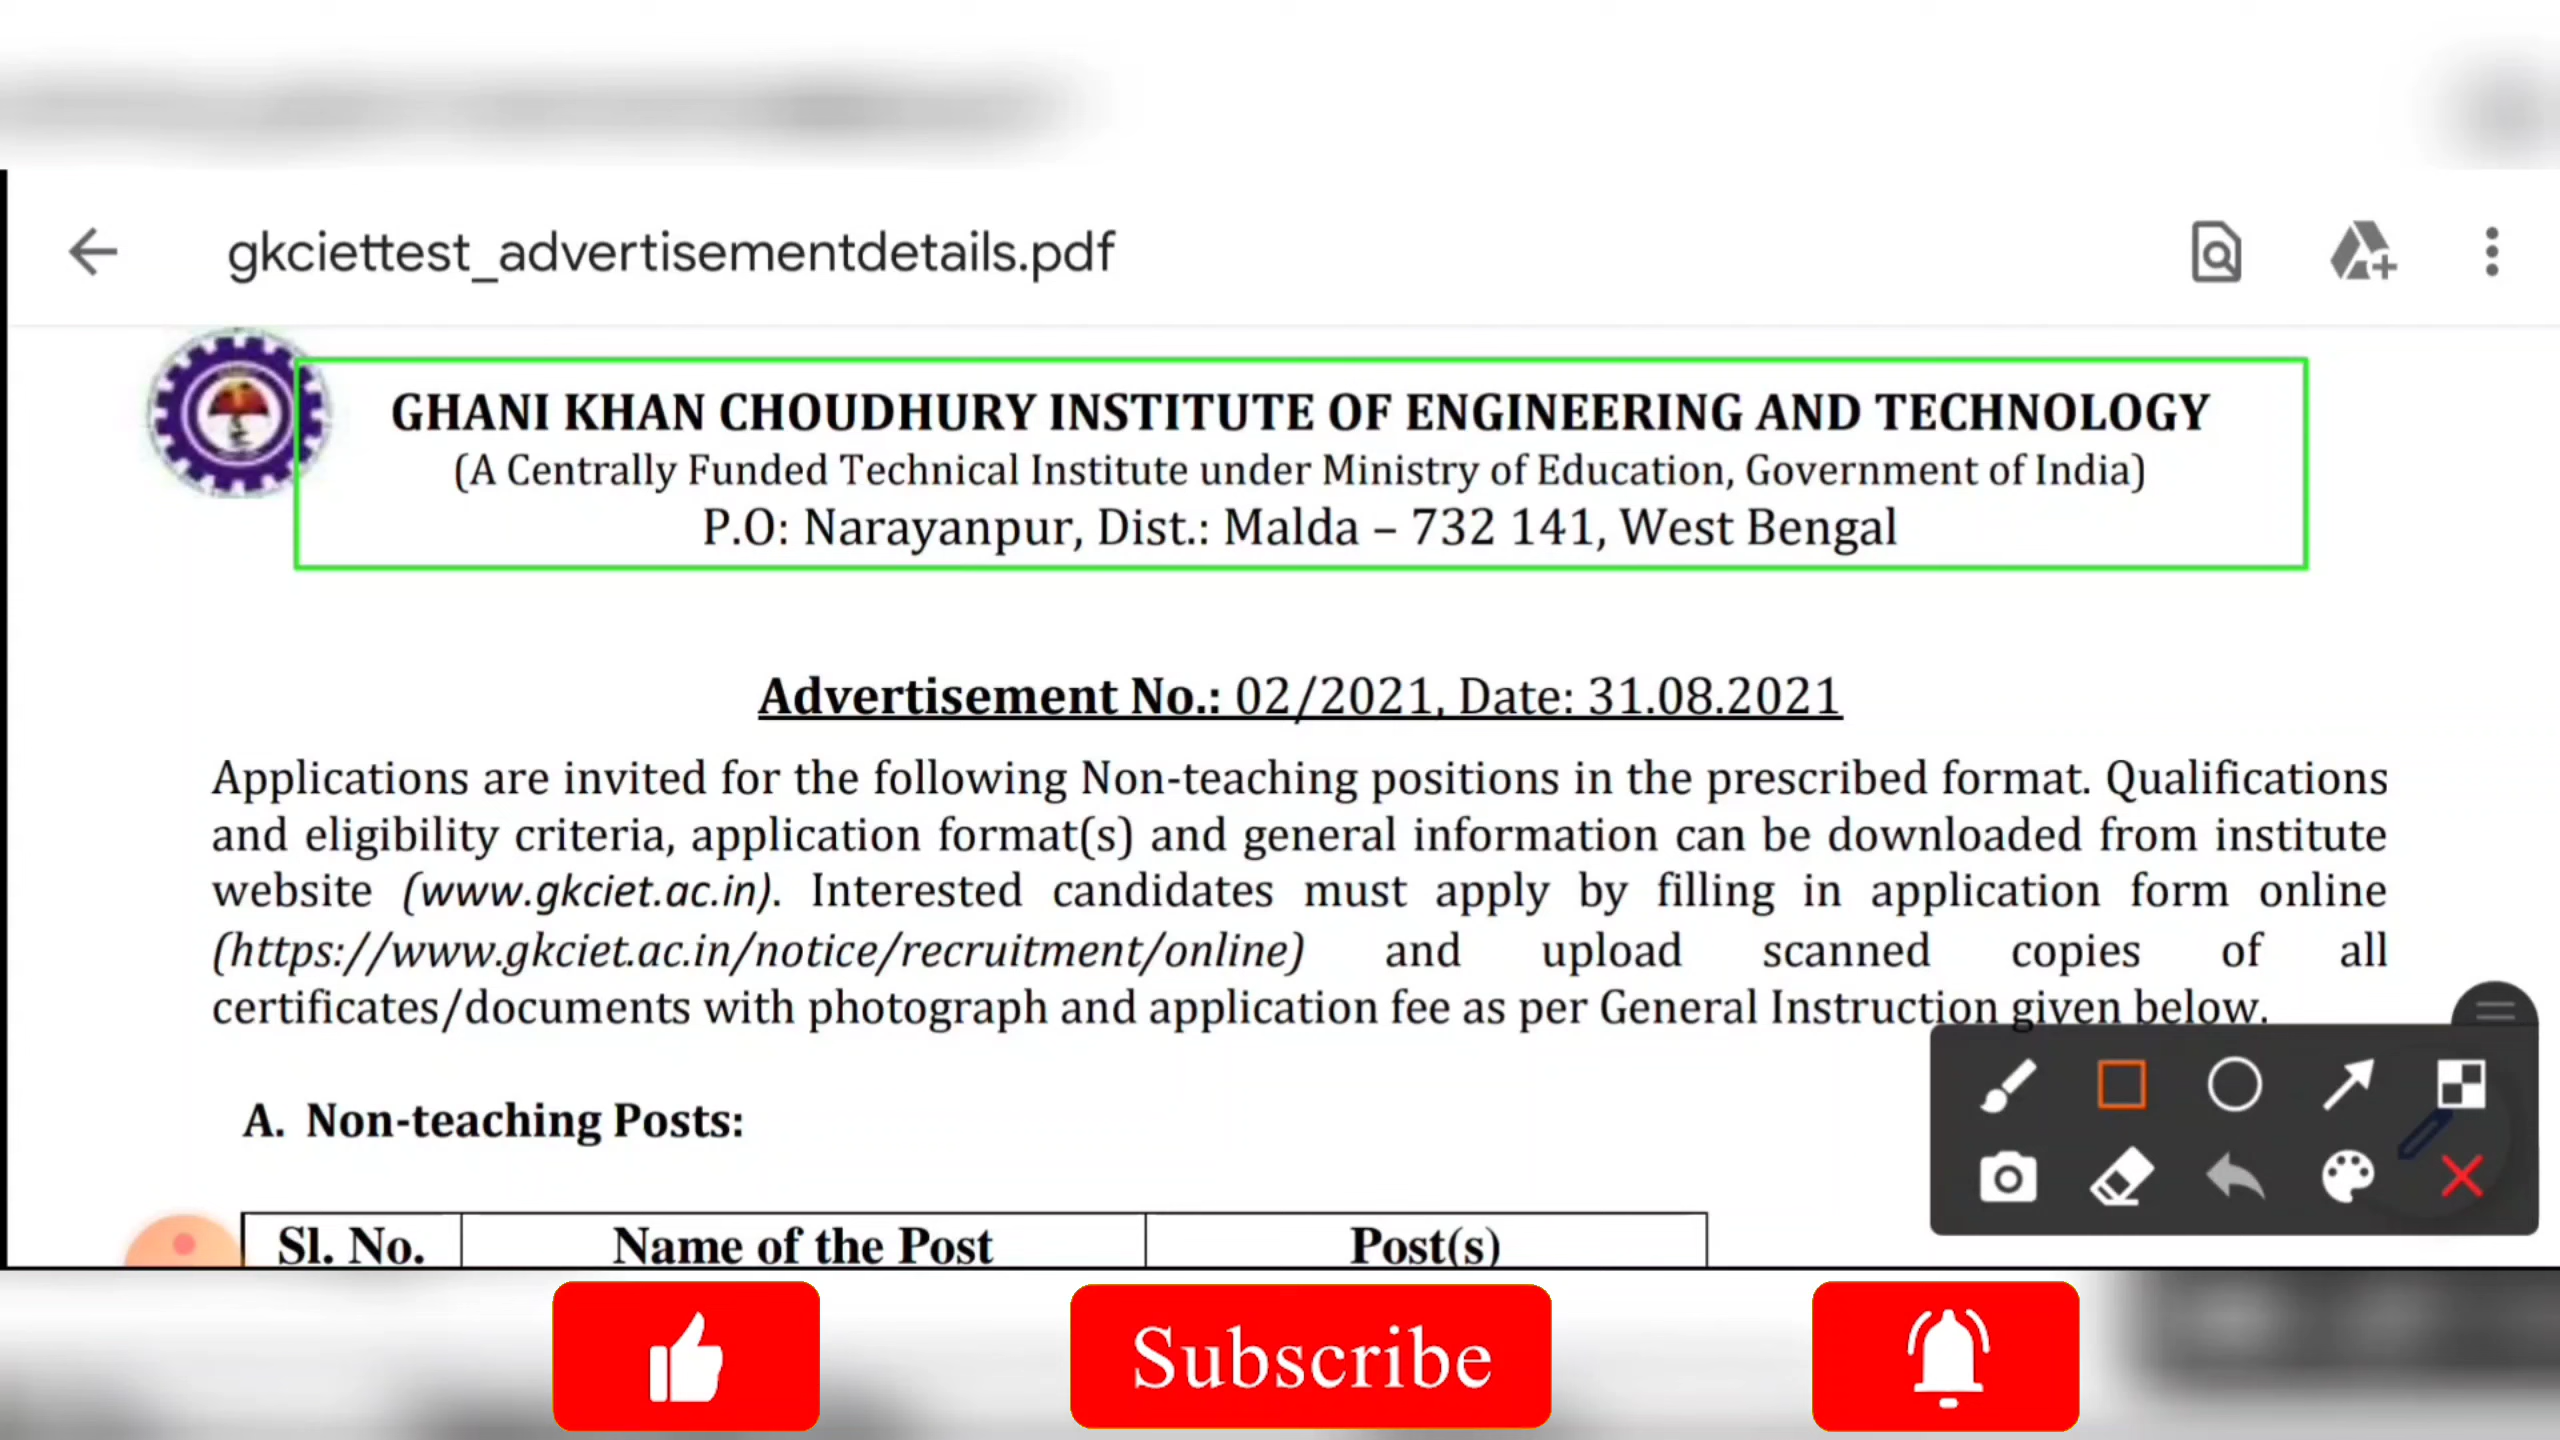 gkciettest_advertisementdetails.pdf
GHANI KHAN CHOUDHURY INSTITUTE OF ENGINEERING AND TECHNOLOGY
(A Centrally Funded Technical Institute under Ministry of Education, Government of India)
P.O: Narayanpur, Dist.: Malda – 732 141, West Bengal
Advertisement No.: 02/2021, Date: 31.08.2021
Applications are invited for the following Non-teaching positions in the prescribed format. Qualifications
and eligibility criteria, application format(s) and general information can be downloaded from institute
website (www.gkciet.ac.in). Interested candidates must apply by filling in application form online
(https://www.gkciet.ac.in/notice/recruitment/online) and upload scanned copies of all
certificates/documents with photograph and application fee as per General Instruction given below.
A. Non-teaching Posts:
Sl. No. Name of the Post Post(s)
Subscribe